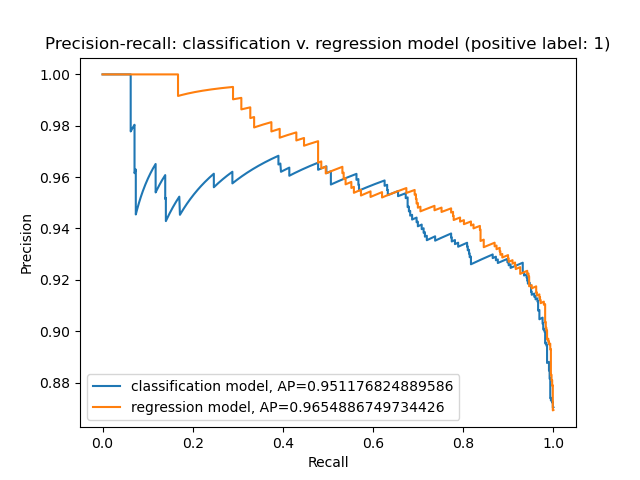 Precision-recall: classification v. regression model (positive label: 1)
Precision
1.00
0.98
0.96
0.94
0.92
0.90
0.88
classification model, AP=0.951176824889586
regression model, AP=0.9654886749734426
0.0 0.2 0.4 0.6 0.8 1.0
Recall